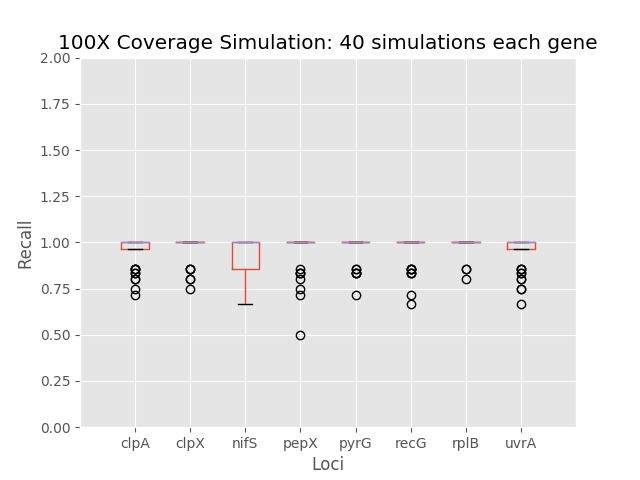 100X Coverage Simulation: 40 simulations each gene
2.00
1.75
1.50
1.25
1.00
0.75
0.50
0.25
0.00
Recall
clpA clpX nifS pepX pyrG recG rplB uvrA
Loci